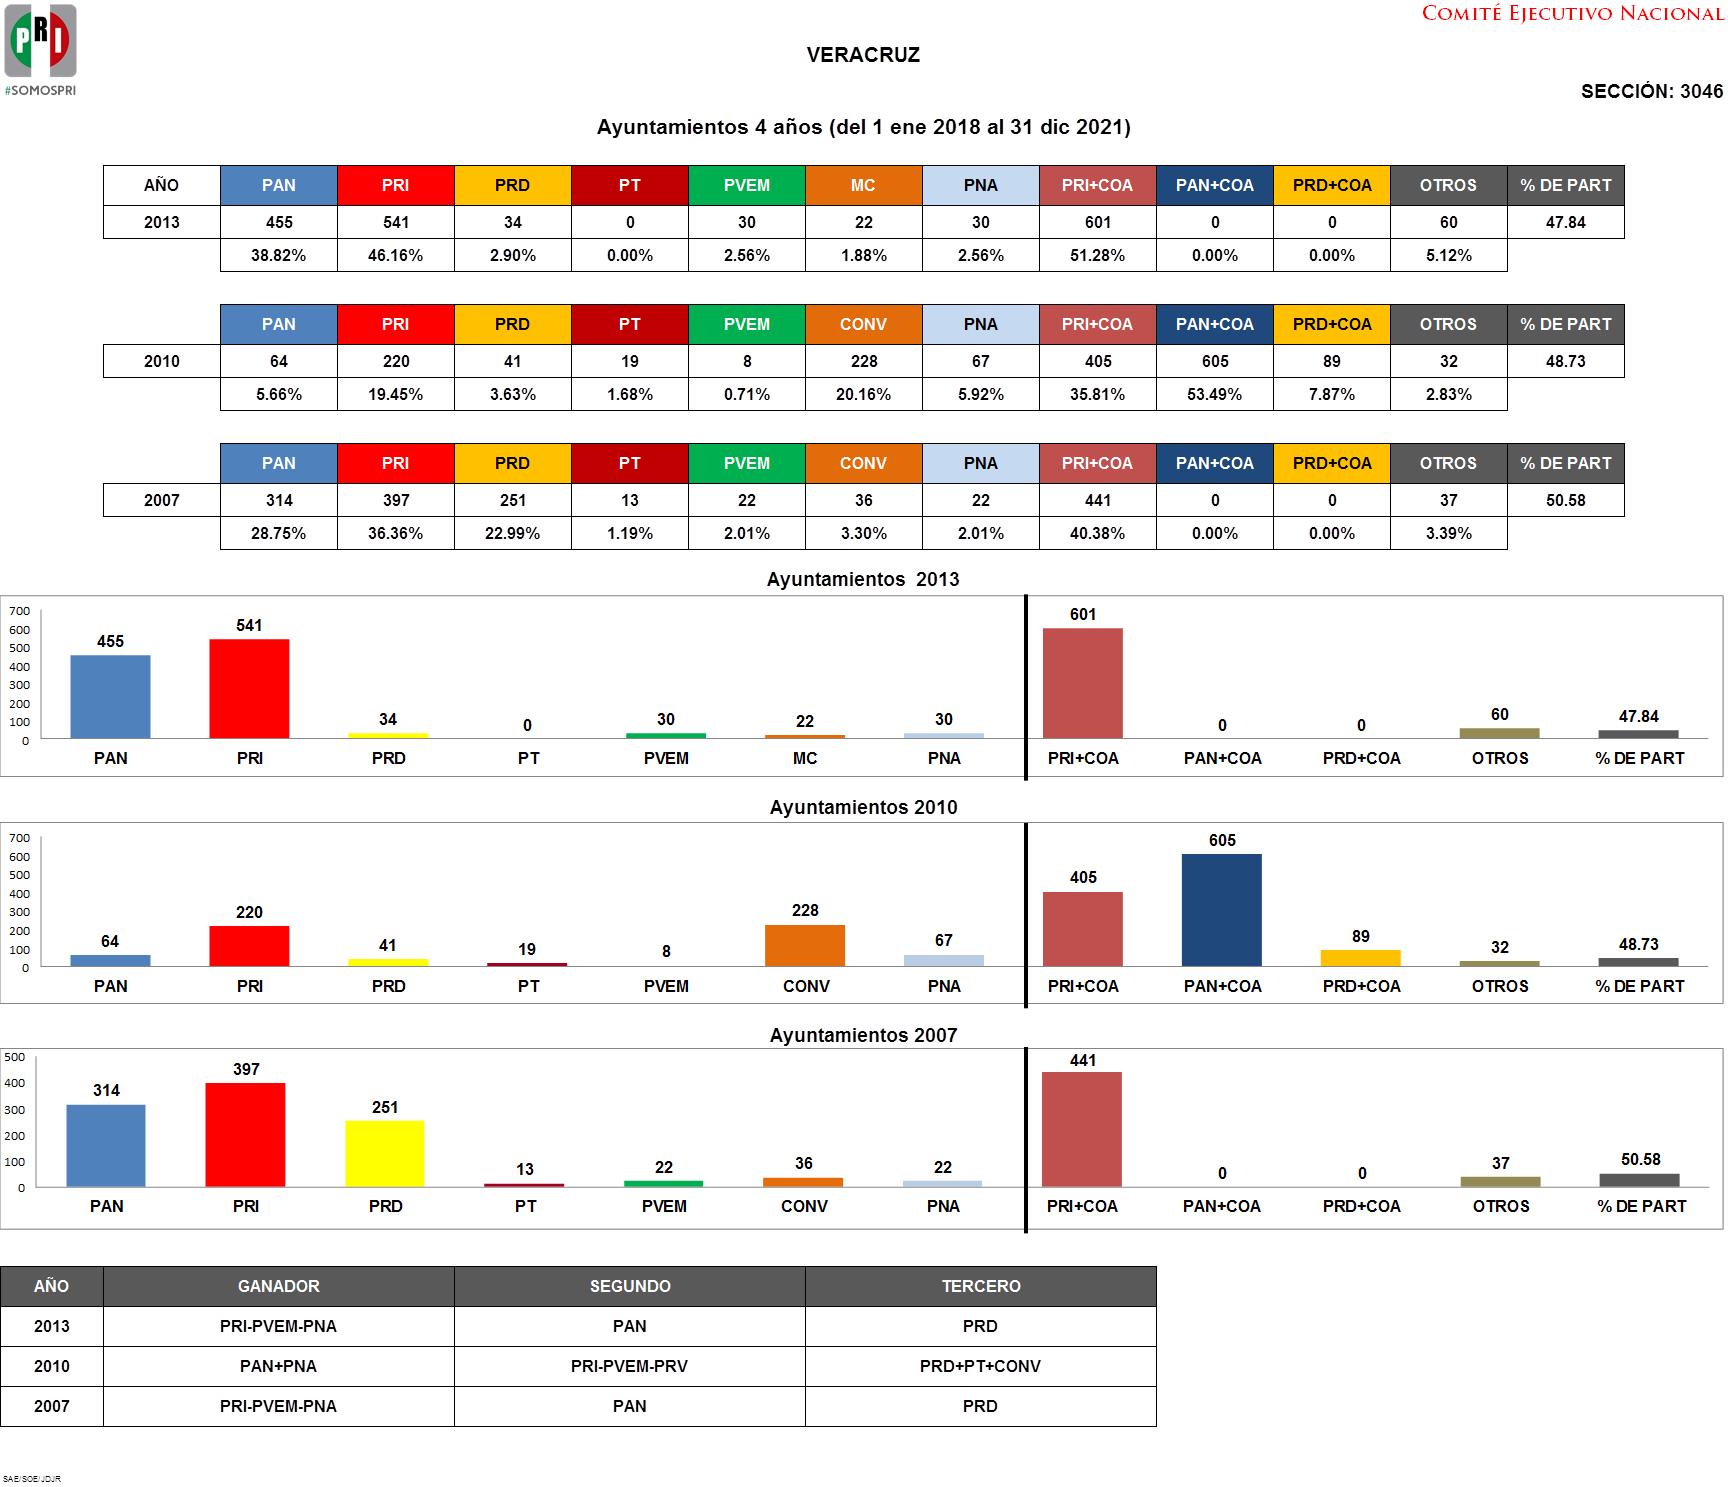 PRI
#SOMOSPRI
COMITÉ EJECUTIVO NACIONAL
VERACRUZ
SECCIÓN: 3046
Ayuntamientos 4 años (del 1 ene 2018 al 31 dic 2021)
AÑO PAN PRI PRD PT PVEM MC PNA PRI+COA PAN+COA PRD+COA OTROS % DE PART
2013 455 541 34 0 30 22 30 601 0 0 60 47.84
38.82% 46.16% 2.90% 0.00% 2.56% 1.88% 2.56% 51.28% 0.00% 0.00% 5.12%
PAN PRI PRD PT PVEM CONV PNA PRI+COA PAN+COA PRD+COA OTROS % DE PART
2010 64 220 41 19 8 228 67 405 605 89 32 48.73
5.66% 19.45% 3.63% 1.68% 0.71% 20.16% 5.92% 35.81% 53.49% 7.87% 2.83%
PAN PRI PRD PT PVEM CONV PNA PRI+COA PAN+COA PRD+COA OTROS % DE PART
2007 314 397 251 13 22 36 22 441 0 0 37 50.58
28.75% 36.36% 22.99% 1.19% 2.01% 3.30% 2.01% 40.38% 0.00% 0.00% 3.39%
Ayuntamientos 2013
700
600
500
400
300
200
100
0
455 541 34 0 30 22 30 601 0 0 60 47.84
PAN PRI PRD PT PVEM MC PNA PRI+COA PAN+COA PRD+COA OTROS % DE PART
Ayuntamientos 2010
700
600
500
400
300
200
100
0
64 220 41 19 8 228 67 405 605 89 32 48.73
PAN PRI PRD PT PVEM CONV PNA PRI+COA PAN+COA PRD+COA OTROS % DE PART
Ayuntamientos 2007
500
400
300
200
100
0
314 397 251 13 22 36 22 441 0 0 37 50.58
PAN PRI PRD PT PVEM CONV PNA PRI+COA PAN+COA PRD+COA OTROS % DE PART
AÑO GANADOR SEGUNDO TERCERO
2013 PRI-PVEM-PNA PAN PRD
2010 PAN+PNA PRI-PVEM-PRV PRD+PT+CONV
2007 PRI-PVEM-PNA PAN PRD
SAE/SOE/JDJR